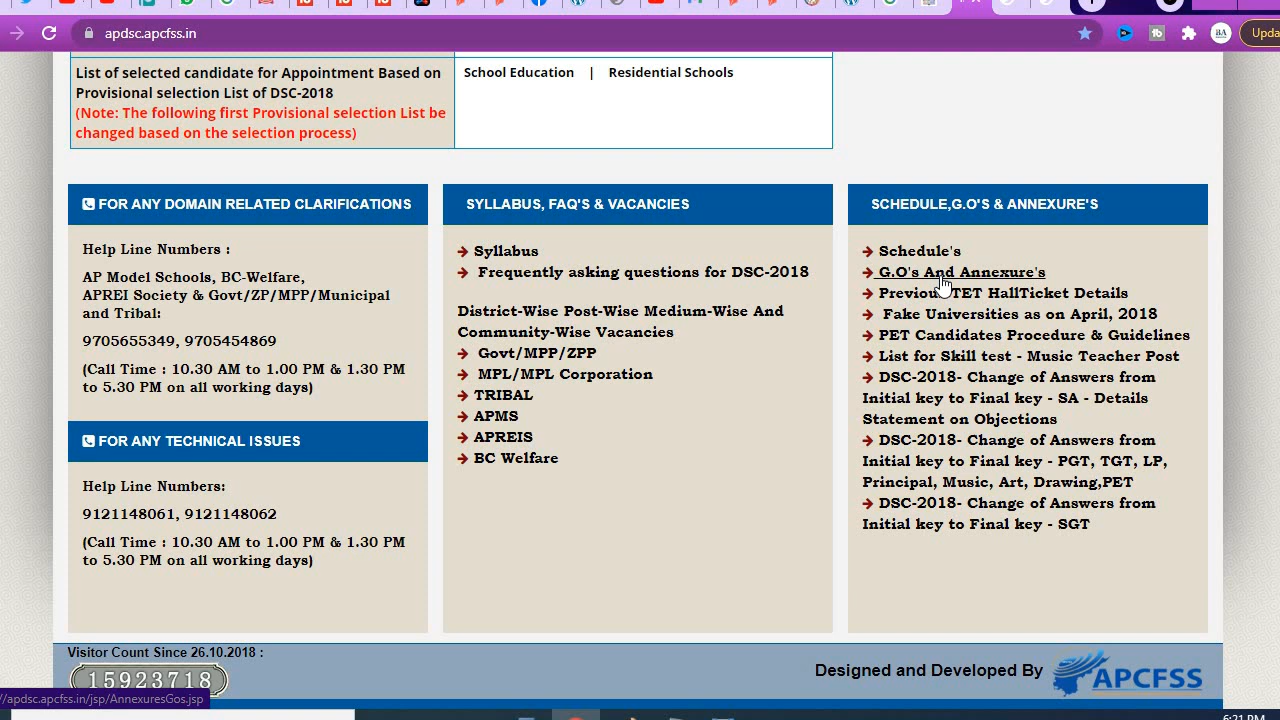 apdsc.apcfss.in
Upda
List of selected candidate for Appointment Based on
Provisional selection List of DSC-2018
(Note: The following first Provisional selection List be
changed based on the selection process)
School Education | Residential Schools
FOR ANY DOMAIN RELATED CLARIFICATIONS
Help Line Numbers :
AP Model Schools, BC-Welfare,
APREI Society & Govt/ZP/MPP/Municipal
and Tribal:
9705655349, 9705454869
(Call Time : 10.30 AM to 1.00 PM & 1.30 PM
to 5.30 PM on all working days)
FOR ANY TECHNICAL ISSUES
Help Line Numbers:
9121148061, 9121148062
(Call Time : 10.30 AM to 1.00 PM & 1.30 PM
to 5.30 PM on all working days)
SYLLABUS, FAQ'S & VACANCIES
Syllabus
Frequently asking questions for DSC-2018
District-Wise Post-Wise Medium-Wise And
Community-Wise Vacancies
Govt/MPP/ZPP
MPL/MPL Corporation
TRIBAL
APMS
APREIS
BC Welfare
SCHEDULE,G.O'S & ANNEXURE'S
Schedule's
G.O's And Annexure's
Previous TET HallTicket Details
Fake Universities as on April, 2018
PET Candidates Procedure & Guidelines
List for Skill test - Music Teacher Post
DSC-2018- Change of Answers from
Initial key to Final key - SA - Details
Statement on Objections
DSC-2018- Change of Answers from
Initial key to Final key - PGT, TGT, LP,
Principal, Music, Art, Drawing,PET
DSC-2018- Change of Answers from
Initial key to Final key - SGT
Visitor Count Since 26.10.2018 :
15923718
Designed and Developed By
APCFSS
//apdsc.apcfss.in/jsp/AnnexuresGos.jsp
6:21 PM